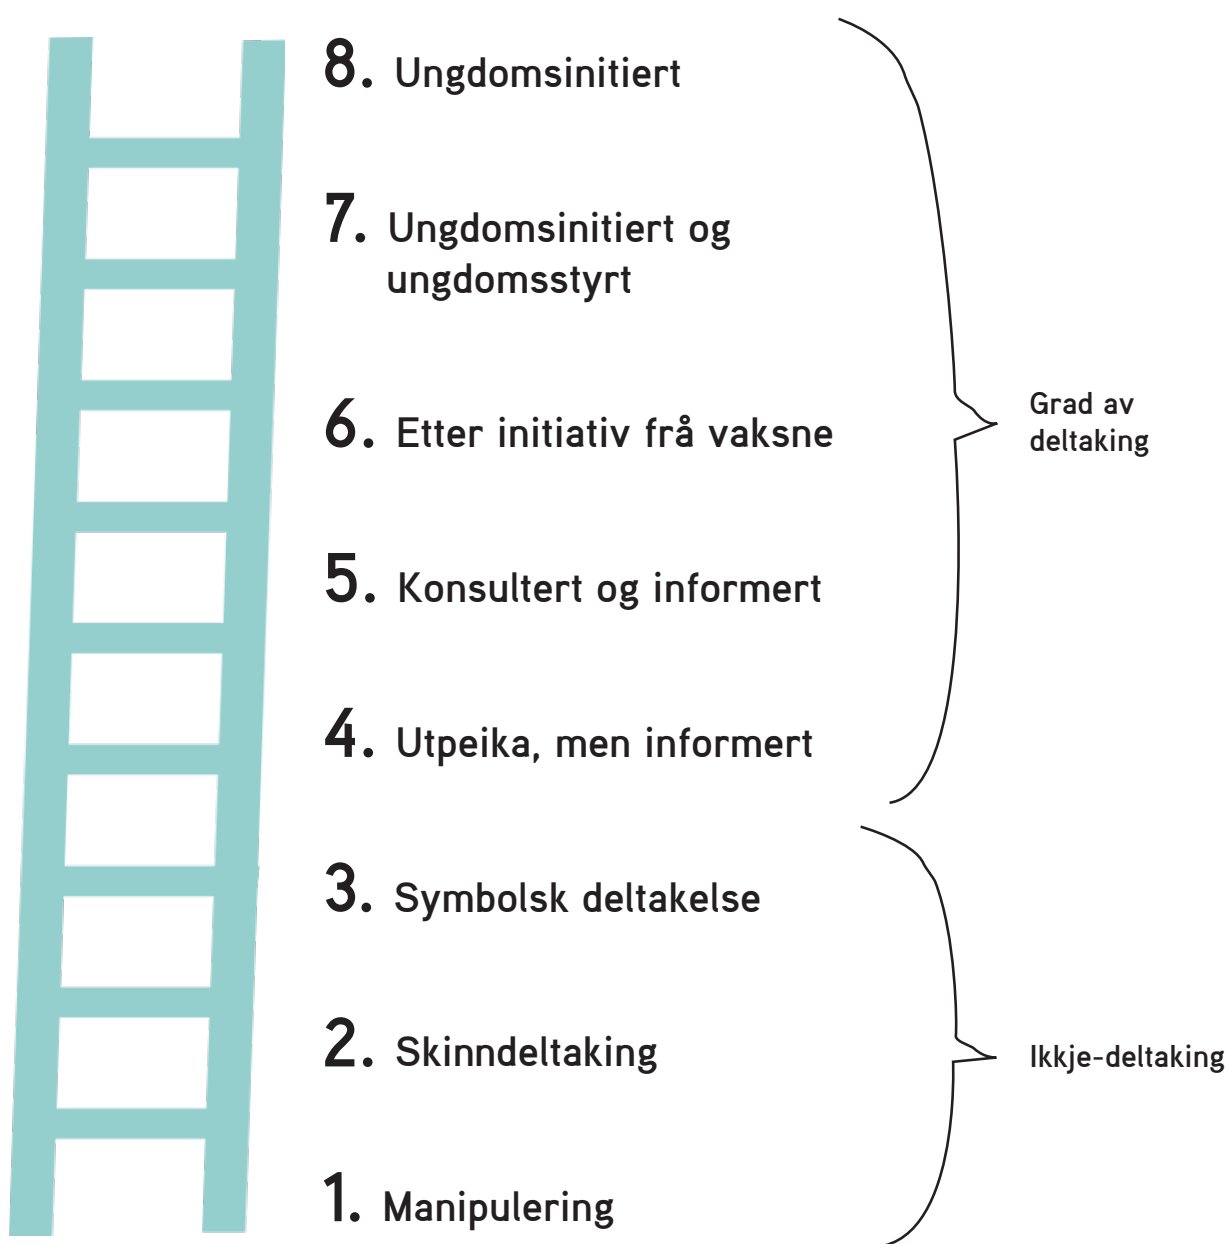 8. Ungdomsinitiert
7. Ungdomsinitiert og
ungdomsstyrt
6. Etter initiativ frå vaksne
Grad av
deltaking
5. Konsultert og informert
4. Utpeika, men informert
3. Symbolsk deltakelse
2. Skinndeltaking
Ikkje-deltaking
1. Manipulering